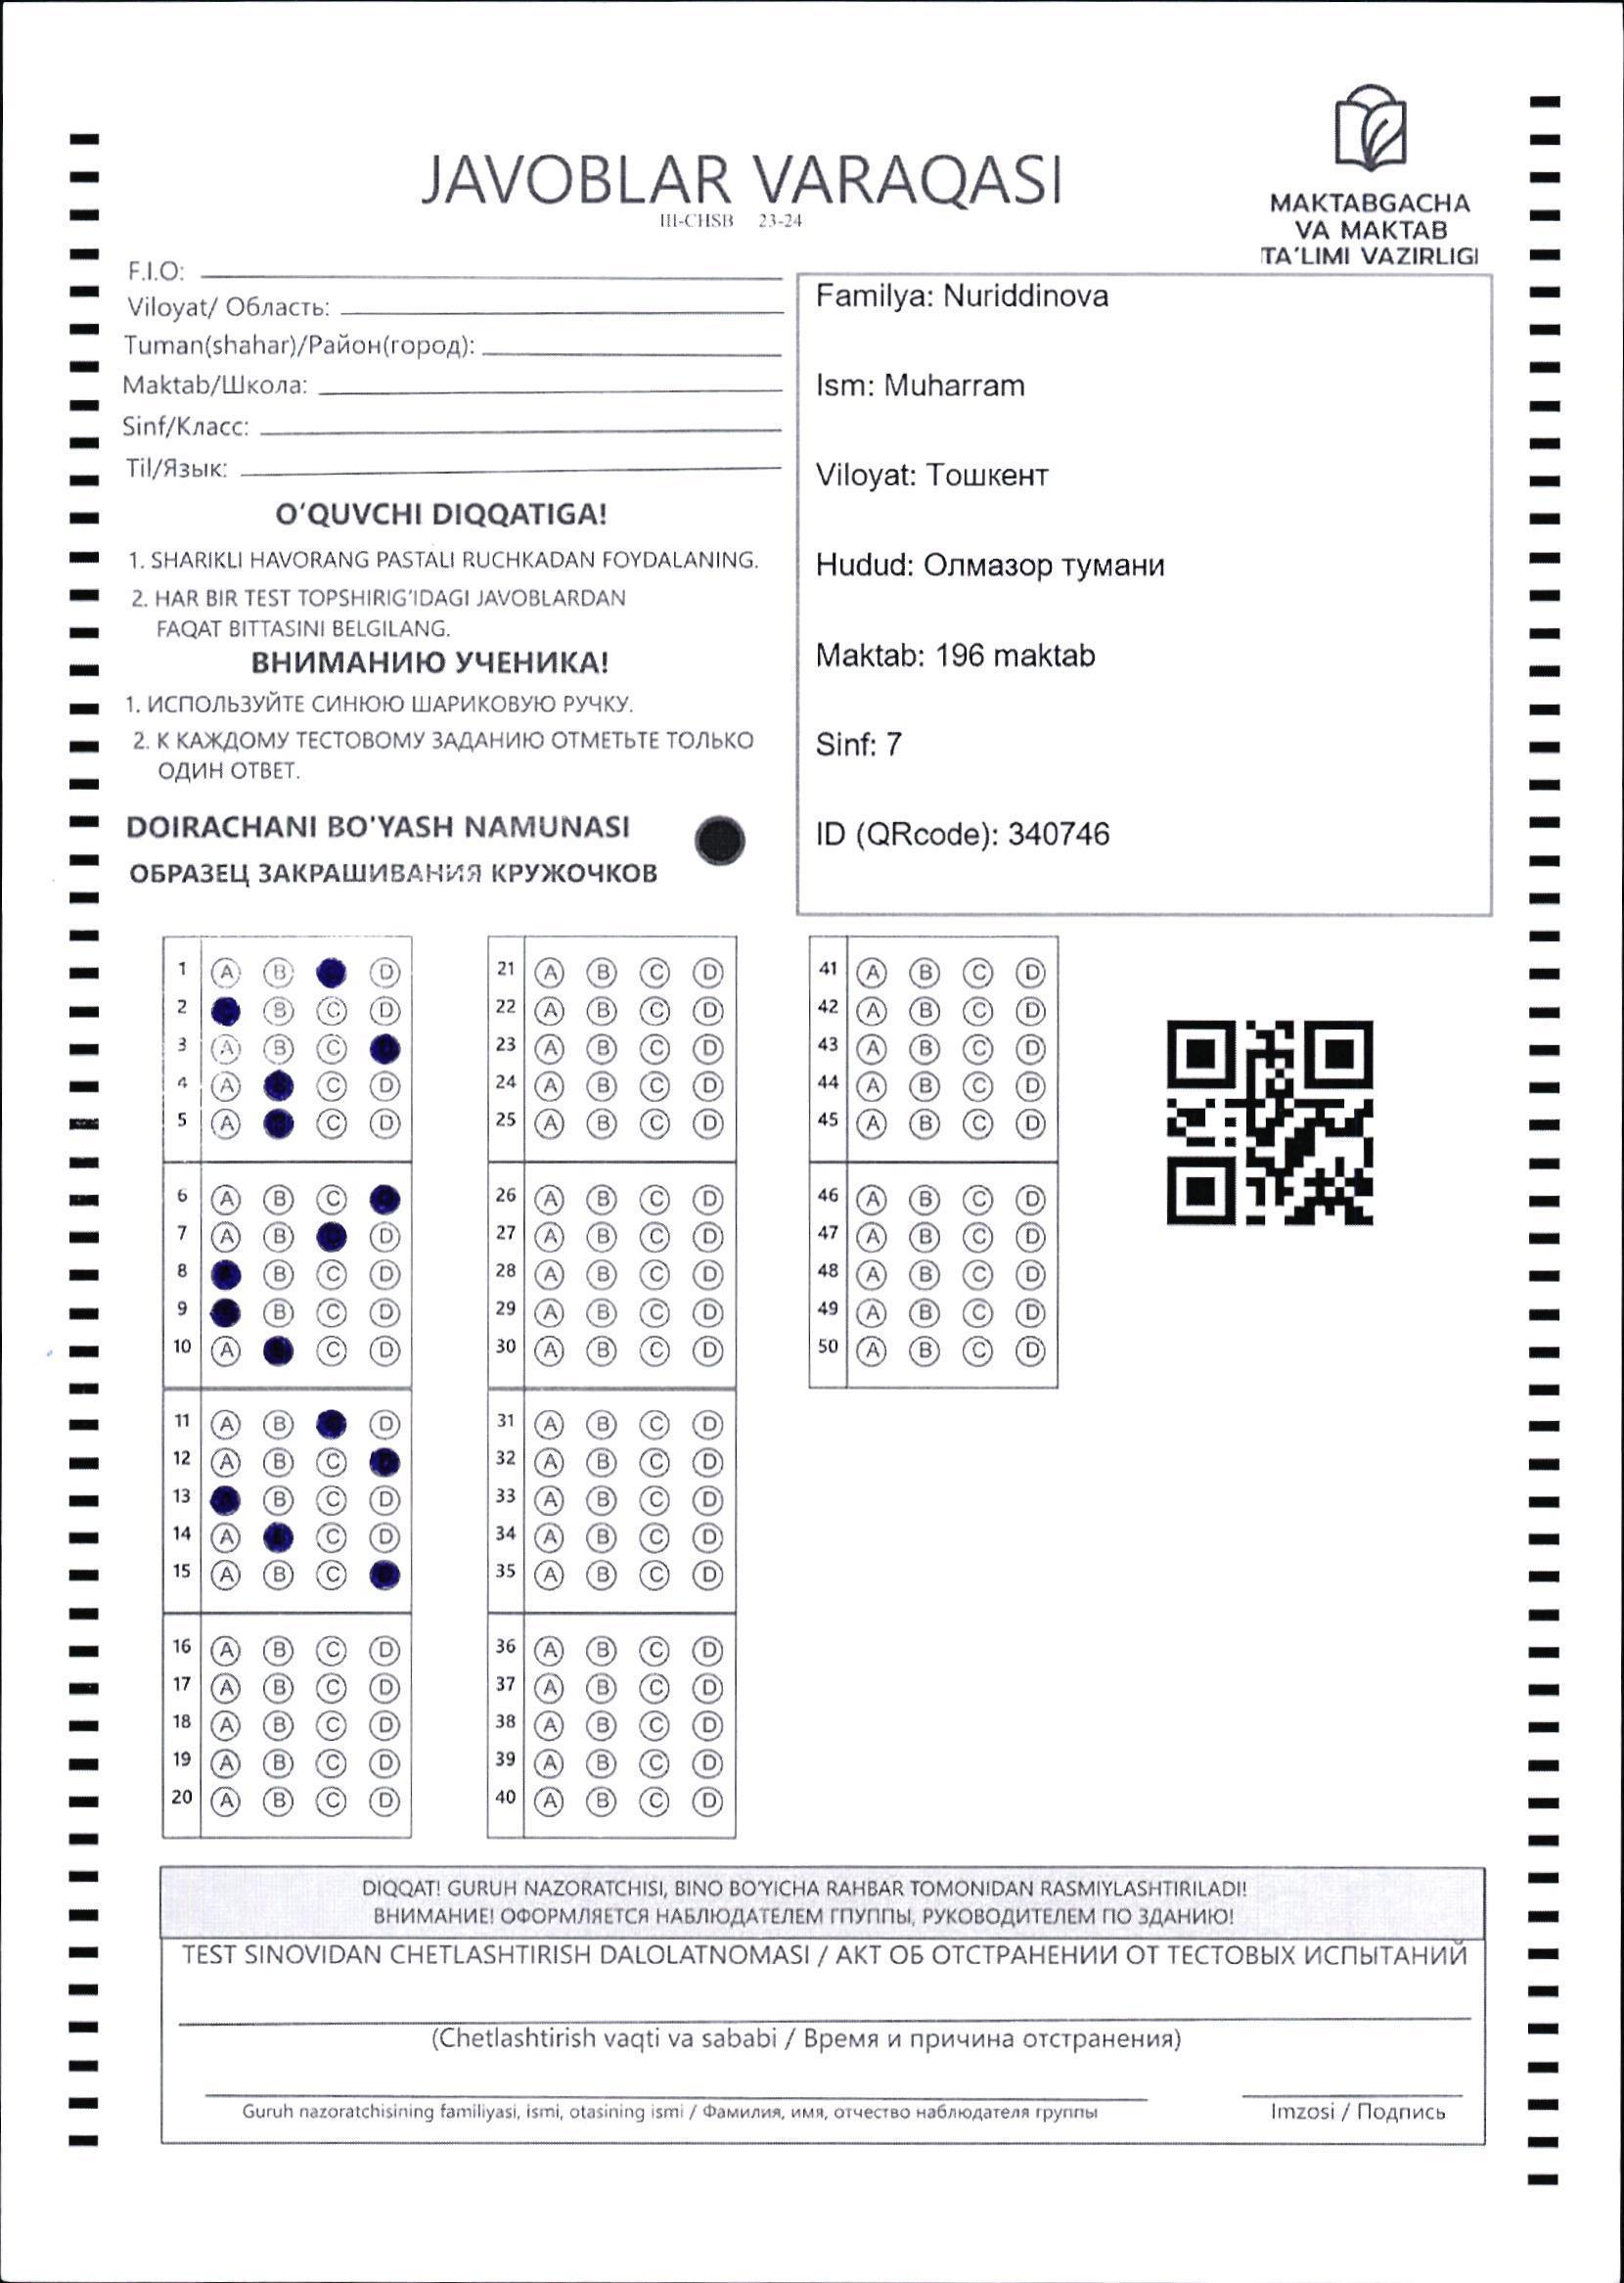 JAVOBLAR VARAQASI
III-CHSB 23-24
MAKTABGACHA
VA MAKTAB
TA'LIMI VAZIRLIGI
F.I.O:
Viloyat/ Область:
Tuman(shahar)/Район(город):
Maktab/Школа:
Sinf/Класс:
Til/Язык:
O'QUVCHI DIQQATIGA!
1. SHARIKLI HAVORANG PASTALI RUCHKADAN FOYDALANING.
2. HAR BIR TEST TOPSHIRIG'IDAGI JAVOBLARDAN
FAQAT BITTASINI BELGILANG.
ВНИМАНИЮ УЧЕНИКА!
1. ИСПОЛЬЗУЙТЕ СИНЮЮ ШАРИКОВУЮ РУЧКУ.
2. К КАЖДОМУ ТЕСТОВОМУ ЗАДАНИЮ ОТМЕТЬТЕ ТОЛЬКО
ОДИН ОТВЕТ.
DOIRACHANI BO'YASH NAMUNASI
ОБРАЗЕЦ ЗАКРАШИВАНИЯ КРУЖОЧКОВ
Familya: Nuriddinova
Ism: Muharram
Viloyat: Тошкент
Hudud: Олмазор тумани
Maktab: 196 maktab
Sinf: 7
ID (QRcode): 340746
1 A B D
2 B C D
3 A B C
4 A C D
5 A C D
6 A B C
7 A B D
8 B C D
9 B C D
10 A C D
11 A B D
12 A B C
13 B C D
14 A C D
15 A B C
16 A B C D
17 A B C D
18 A B C D
19 A B C D
20 A B C D
21 A B C D
22 A B C D
23 A B C D
24 A B C D
25 A B C D
26 A B C D
27 A B C D
28 A B C D
29 A B C D
30 A B C D
31 A B C D
32 A B C D
33 A B C D
34 A B C D
35 A B C D
36 A B C D
37 A B C D
38 A B C D
39 A B C D
40 A B C D
41 A B C D
42 A B C D
43 A B C D
44 A B C D
45 A B C D
46 A B C D
47 A B C D
48 A B C D
49 A B C D
50 A B C D
DIQQAT! GURUH NAZORATCHISI, BINO BO'YICHA RAHBAR TOMONIDAN RASMIYLASHTIRILADI!
ВНИМАНИЕ! ОФОРМЛЯЕТСЯ НАБЛЮДАТЕЛЕМ ГПУППЫ, РУКОВОДИТЕЛЕМ ПО ЗДАНИЮ!
TEST SINOVIDAN CHETLASHTIRISH DALOLATNOMASI / АКТ ОБ ОТСТРАНЕНИИ ОТ ТЕСТОВЫХ ИСПЫТАНИЙ
(Chetlashtirish vaqti va sababi / Время и причина отстранения)
Guruh nazoratchisining familiyasi, ismi, otasining ismi / Фамилия, имя, отчество наблюдателя группы
Imzosi / Подпись